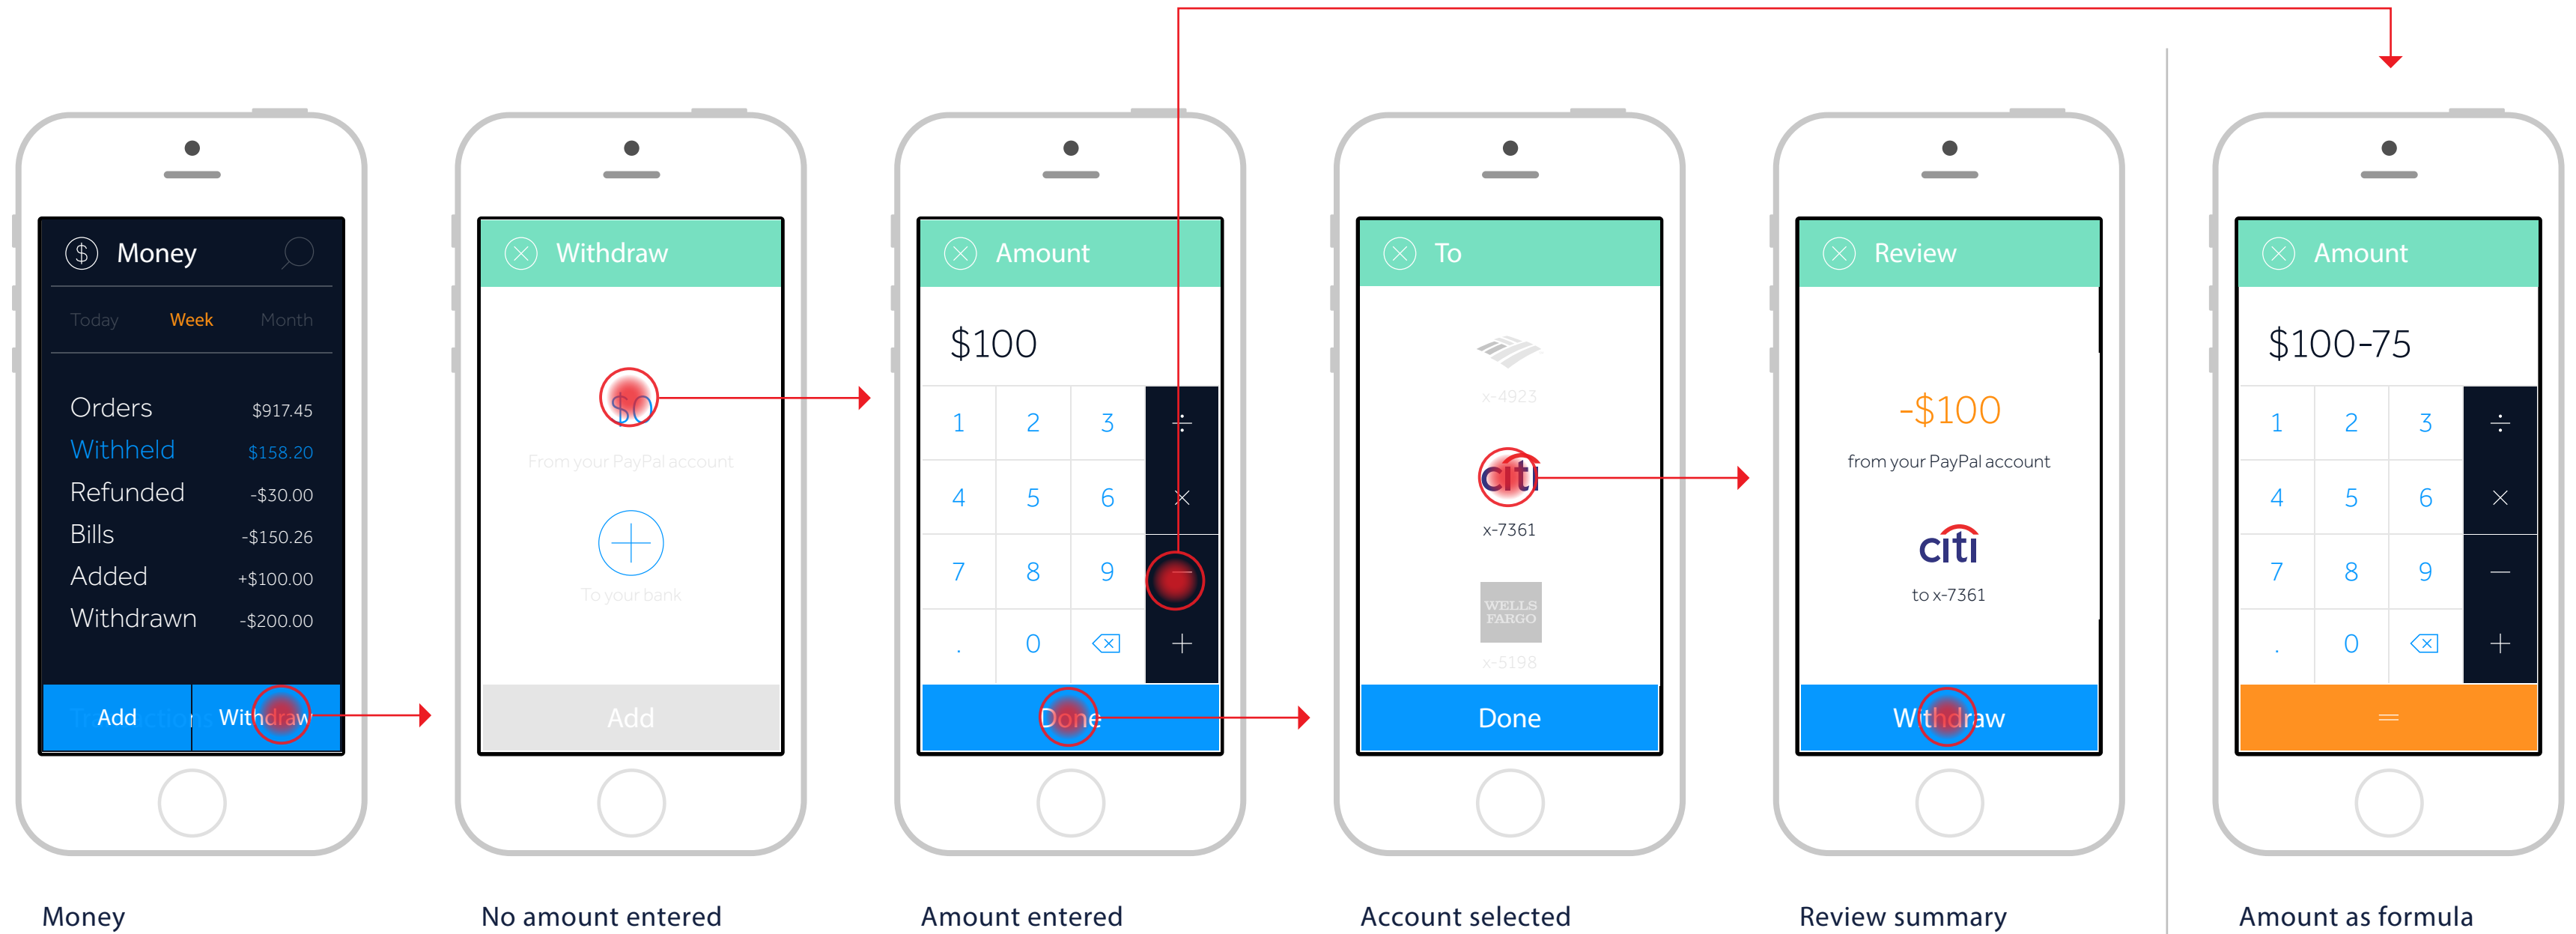 $ Money
Today Week Month
Orders $917.45
Withheld $158.20
Refunded -$30.00
Bills -$150.26
Added +$100.00
Withdrawn -$200.00
Transactions
Add Withdraw
Money
Withdraw
$0
From your PayPal account
To your bank
Add
No amount entered
Amount
$100
1 2 3 ÷
4 5 6 ×
7 8 9 —
. 0 +
Done
Amount entered
To
x-4923
citi
x-7361
WELLS
FARGO
x-5198
Done
Account selected
Review
-$100
from your PayPal account
citi
to x-7361
Withdraw
Review summary
Amount
$100-75
1 2 3 ÷
4 5 6 ×
7 8 9 —
. 0 +
=
Amount as formula